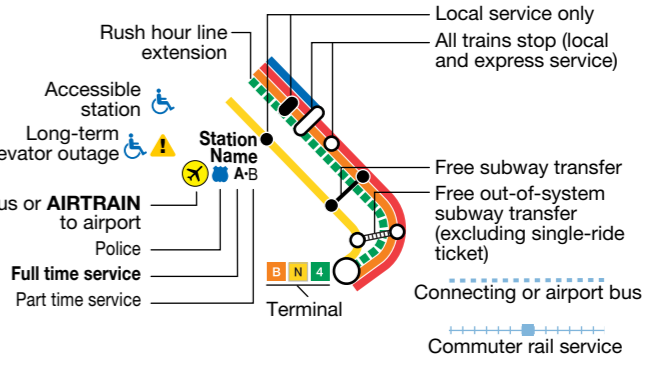 Local service only
Rush hour line
extension
All trains stop (local
and express service)
Accessible
station
Long-term
evator outage
Station
Name
A•B
us or AIRTRAIN
to airport
Police
Full time service
Part time service
Free subway transfer
Free out-of-system
subway transfer
(excluding single-ride
ticket)
B N 4
Terminal
Connecting or airport bus
Commuter rail service